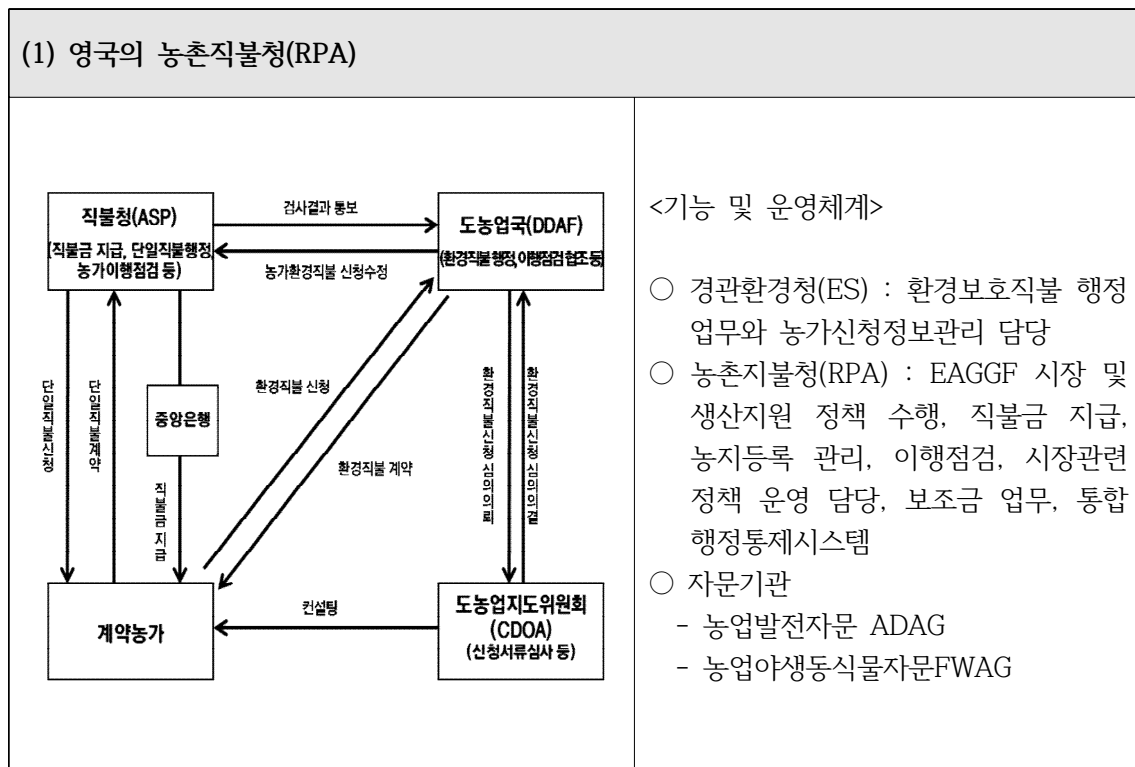 (1) 영국의 농촌직불청(RPA)
직불청(ASP)
(직불금 지급, 단일직불행정,
농가이행점검 등)
검사결과 통보
농가환경직불 신청수정
도농업국(DDAF)
(환경직불 행정,이행점검 협조 등)
단일직불신청
단일직불계약
중앙은행
직불금 지급
환경직불 신청
환경직불 계약
환경직불신청 심의의뢰
환경직불신청 심의의결
계약농가
컨설팅
도농업지도위원회
(CDOA)
(신청서류심사 등)
<기능 및 운영체계>
○ 경관환경청(ES) : 환경보호직불 행정
업무와 농가신청정보관리 담당
○ 농촌지불청(RPA) : EAGGF 시장 및
생산지원 정책 수행, 직불금 지급,
농지등록 관리, 이행점검, 시장관련
정책 운영 담당, 보조금 업무, 통합
행정통제시스템
○ 자문기관
- 농업발전자문 ADAG
- 농업야생동식물자문FWAG